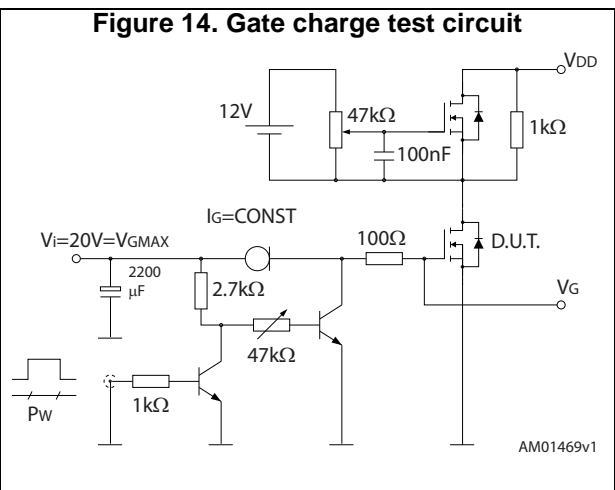 Figure 14. Gate charge test circuit
VDD
12V
47kΩ
1kΩ
100nF
IG=CONST
Vi=20V=VGMAX
100Ω
D.U.T.
2200
μF
2.7kΩ
VG
47kΩ
1kΩ
PW
AM01469v1